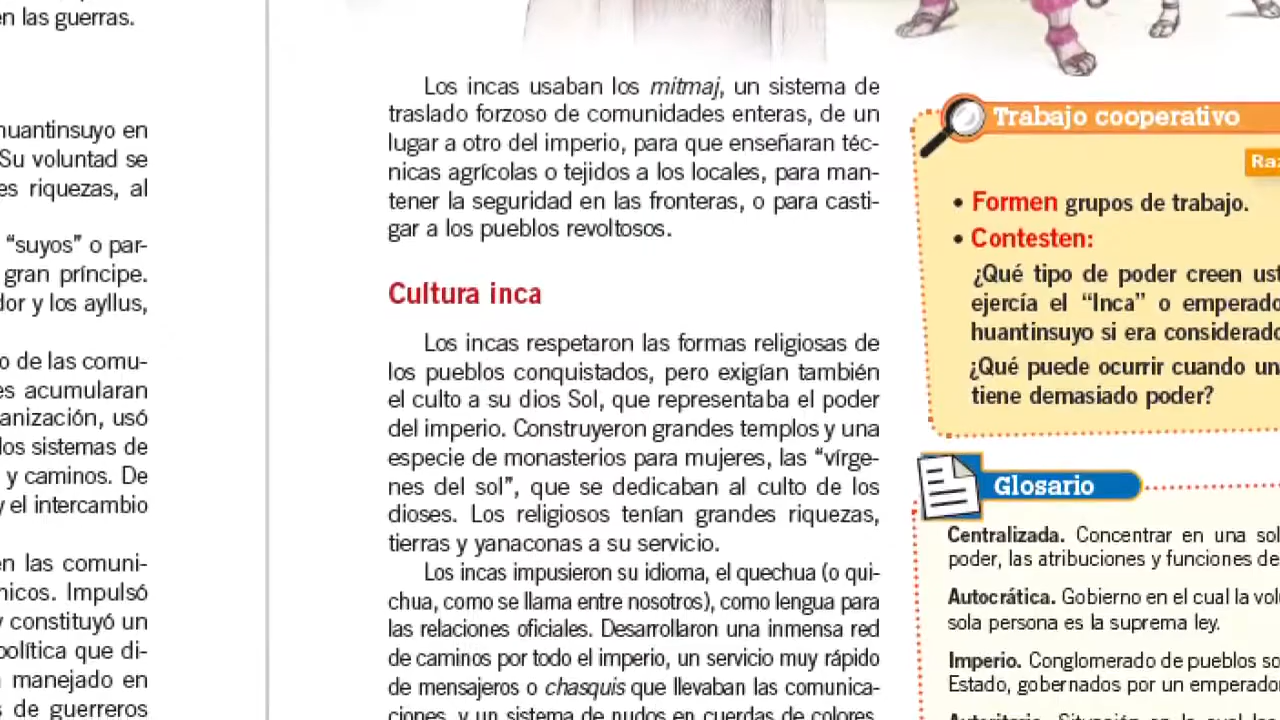 en las guerras.
huantinsuyo en
Su voluntad se
es riquezas, al
"suyos" o par-
gran príncipe.
dor y los ayllus,
o de las comu-
es acumularan
anización, usó
los sistemas de
y caminos. De
y el intercambio
en las comuni-
nicos. Impulsó
y constituyó un
política que di-
manejado en
s de guerreros
Los incas usaban los mitmaj, un sistema de
traslado forzoso de comunidades enteras, de un
lugar a otro del imperio, para que enseñaran téc-
nicas agrícolas o tejidos a los locales, para man-
tener la seguridad en las fronteras, o para casti-
gar a los pueblos revoltosos.
Cultura inca
Los incas respetaron las formas religiosas de
los pueblos conquistados, pero exigían también
el culto a su dios Sol, que representaba el poder
del imperio. Construyeron grandes templos y una
especie de monasterios para mujeres, las "vírge-
nes del sol", que se dedicaban al culto de los
dioses. Los religiosos tenían grandes riquezas,
tierras y yanaconas a su servicio.
Los incas impusieron su idioma, el quechua (o qui-
chua, como se llama entre nosotros), como lengua para
las relaciones oficiales. Desarrollaron una inmensa red
de caminos por todo el imperio, un servicio muy rápido
de mensajeros o chasquis que llevaban las comunica-
ciones, y un sistema de nudos en cuerdas de colores,
Trabajo cooperativo
Raz
• Formen grupos de trabajo.
• Contesten:
¿Qué tipo de poder creen ust
ejercía el "Inca" o emperado
huantinsuyo si era considerado
¿Qué puede ocurrir cuando un
tiene demasiado poder?
Glosario
Centralizada. Concentrar en una sol
poder, las atribuciones y funciones de
Autocrática. Gobierno en el cual la volu
sola persona es la suprema ley.
Imperio. Conglomerado de pueblos so
Estado, gobernados por un emperador